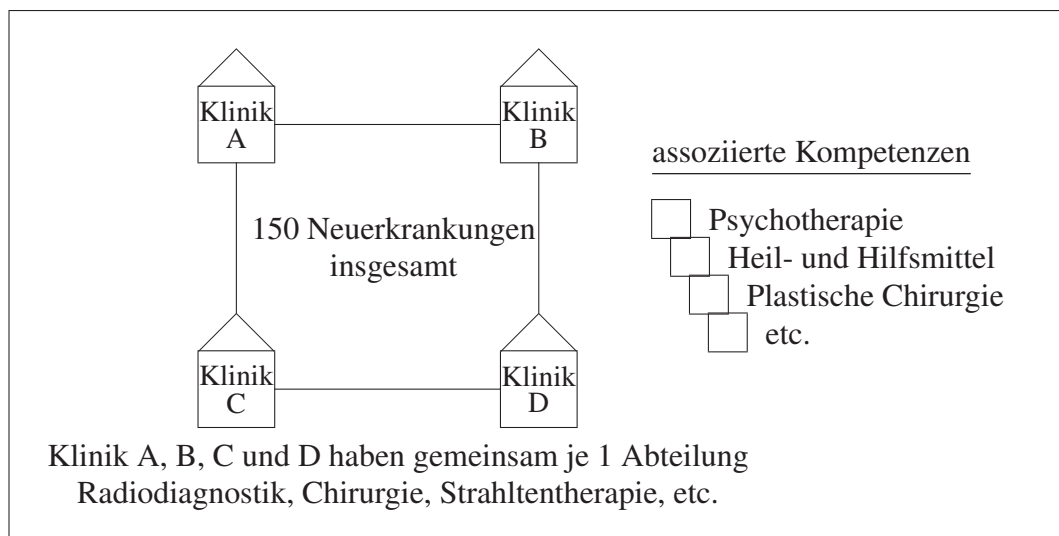 Klinik
A
Klinik
B
150 Neuerkrankungen
insgesamt
Klinik
C
Klinik
D
assoziierte Kompetenzen
Psychotherapie
Heil- und Hilfsmittel
Plastische Chirurgie
etc.
Klinik A, B, C und D haben gemeinsam je 1 Abteilung
Radiodiagnostik, Chirurgie, Strahltentherapie, etc.